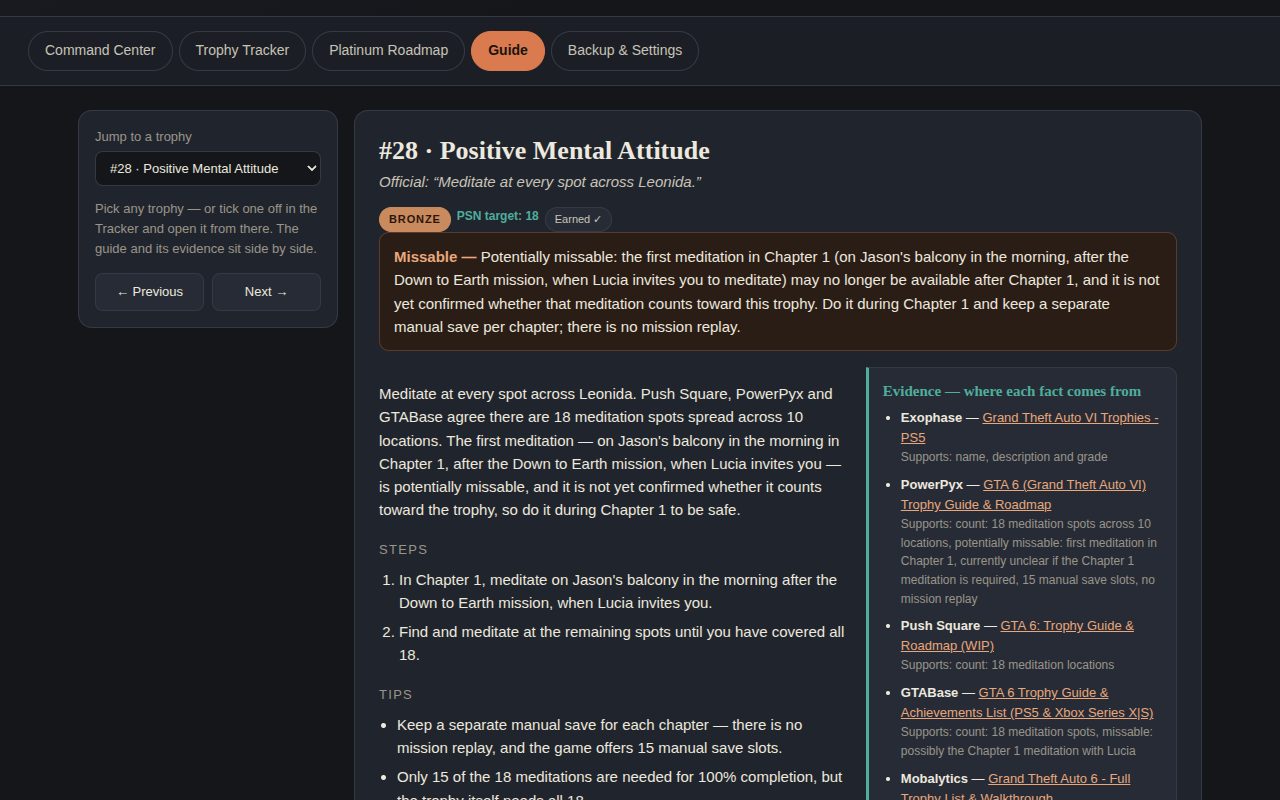 Command Center
Trophy Tracker
Platinum Roadmap
Guide
Backup & Settings
Jump to a trophy
#28 · Positive Mental Attitude
Pick any trophy — or tick one off in the
Tracker and open it from there. The
guide and its evidence sit side by side.
← Previous
Next →
#28 · Positive Mental Attitude
Official: “Meditate at every spot across Leonida.”
BRONZE
PSN target: 18
Earned ✓
Missable — Potentially missable: the first meditation in Chapter 1 (on Jason's balcony in the morning, after the
Down to Earth mission, when Lucia invites you to meditate) may no longer be available after Chapter 1, and it is not
yet confirmed whether that meditation counts toward this trophy. Do it during Chapter 1 and keep a separate
manual save per chapter; there is no mission replay.
Meditate at every spot across Leonida. Push Square, PowerPyx and
GTABase agree there are 18 meditation spots spread across 10
locations. The first meditation — on Jason's balcony in the morning in
Chapter 1, after the Down to Earth mission, when Lucia invites you —
is potentially missable, and it is not yet confirmed whether it counts
toward the trophy, so do it during Chapter 1 to be safe.
STEPS
1. In Chapter 1, meditate on Jason's balcony in the morning after the
Down to Earth mission, when Lucia invites you.
2. Find and meditate at the remaining spots until you have covered all
18.
TIPS
• Keep a separate manual save for each chapter — there is no
mission replay, and the game offers 15 manual save slots.
• Only 15 of the 18 meditations are needed for 100% completion, but
the trophy itself needs all 18.
Evidence — where each fact comes from
• Exophase — Grand Theft Auto VI Trophies -
PS5
Supports: name, description and grade
• PowerPyx — GTA 6 (Grand Theft Auto VI)
Trophy Guide & Roadmap
Supports: count: 18 meditation spots across 10
locations, potentially missable: first meditation in
Chapter 1, currently unclear if the Chapter 1
meditation is required, 15 manual save slots, no
mission replay
• Push Square — GTA 6: Trophy Guide &
Roadmap (WIP)
Supports: count: 18 meditation locations
• GTABase — GTA 6 Trophy Guide &
Achievements List (PS5 & Xbox Series X|S)
Supports: count: 18 meditation spots, missable:
possibly the Chapter 1 meditation with Lucia
• Mobalytics — Grand Theft Auto 6 - Full
Trophy List & Walkthrough